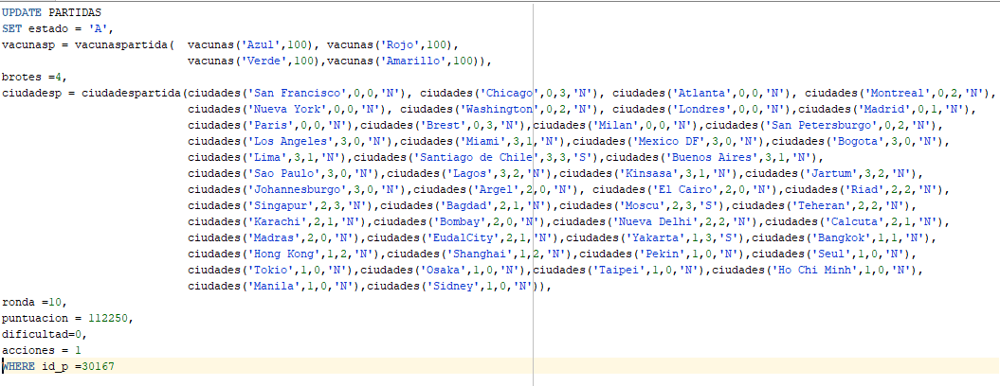 UPDATE PARTIDAS
SET estado = 'A',
vacunasp = vacunaspartida(  vacunas('Azul',100), vacunas('Rojo',100),
vacunas('Verde',100),vacunas('Amarillo',100)),
brotes =4,
ciudadesp = ciudadespartida(ciudades('San Francisco',0,0,'N'), ciudades('Chicago',0,3,'N'), ciudades('Atlanta',0,0,'N'), ciudades('Montreal',0,2,'N'),
ciudades('Nueva York',0,0,'N'), ciudades('Washington',0,2,'N'), ciudades('Londres',0,0,'N'),ciudades('Madrid',0,1,'N'),
ciudades('Paris',0,0,'N'),ciudades('Brest',0,3,'N'),ciudades('Milan',0,0,'N'),ciudades('San Petersburgo',0,2,'N'),
ciudades('Los Angeles',3,0,'N'),ciudades('Miami',3,1,'N'),ciudades('Mexico DF',3,0,'N'),ciudades('Bogota',3,0,'N'),
ciudades('Lima',3,1,'N'),ciudades('Santiago de Chile',3,3,'S'),ciudades('Buenos Aires',3,1,'N'),
ciudades('Sao Paulo',3,0,'N'),ciudades('Lagos',3,2,'N'),ciudades('Kinsasa',3,1,'N'),ciudades('Jartum',3,2,'N'),
ciudades('Johannesburgo',3,0,'N'),ciudades('Argel',2,0,'N'), ciudades('El Cairo',2,0,'N'),ciudades('Riad',2,2,'N'),
ciudades('Singapur',2,3,'N'),ciudades('Bagdad',2,1,'N'),ciudades('Moscu',2,3,'S'),ciudades('Teheran',2,2,'N'),
ciudades('Karachi',2,1,'N'),ciudades('Bombay',2,0,'N'),ciudades('Nueva Delhi',2,2,'N'),ciudades('Calcuta',2,1,'N'),
ciudades('Madras',2,0,'N'),ciudades('EudalCity',2,1,'N'),ciudades('Yakarta',1,3,'S'),ciudades('Bangkok',1,1,'N'),
ciudades('Hong Kong',1,2,'N'),ciudades('Shanghai',1,2,'N'),ciudades('Pekin',1,0,'N'),ciudades('Seul',1,0,'N'),
ciudades('Tokio',1,0,'N'),ciudades('Osaka',1,0,'N'),ciudades('Taipei',1,0,'N'),ciudades('Ho Chi Minh',1,0,'N'),
ciudades('Manila',1,0,'N'),ciudades('Sidney',1,0,'N')),
ronda =10,
puntuacion = 112250,
dificultad=0,
acciones = 1
WHERE id_p =30167